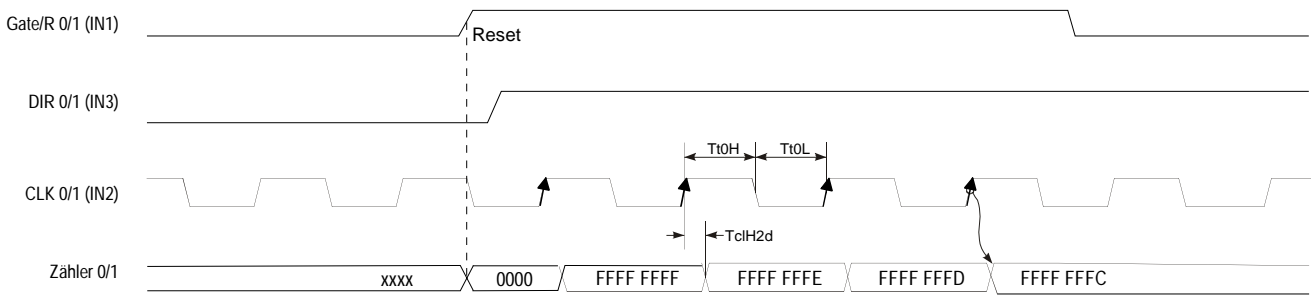 Gate/R 0/1 (IN1)
Reset
DIR 0/1 (IN3)
Tt0H
Tt0L
CLK 0/1 (IN2)
TclH2d
Zähler 0/1
xxxx
0000
FFFF FFFF
FFFF FFFE
FFFF FFFD
FFFF FFFC